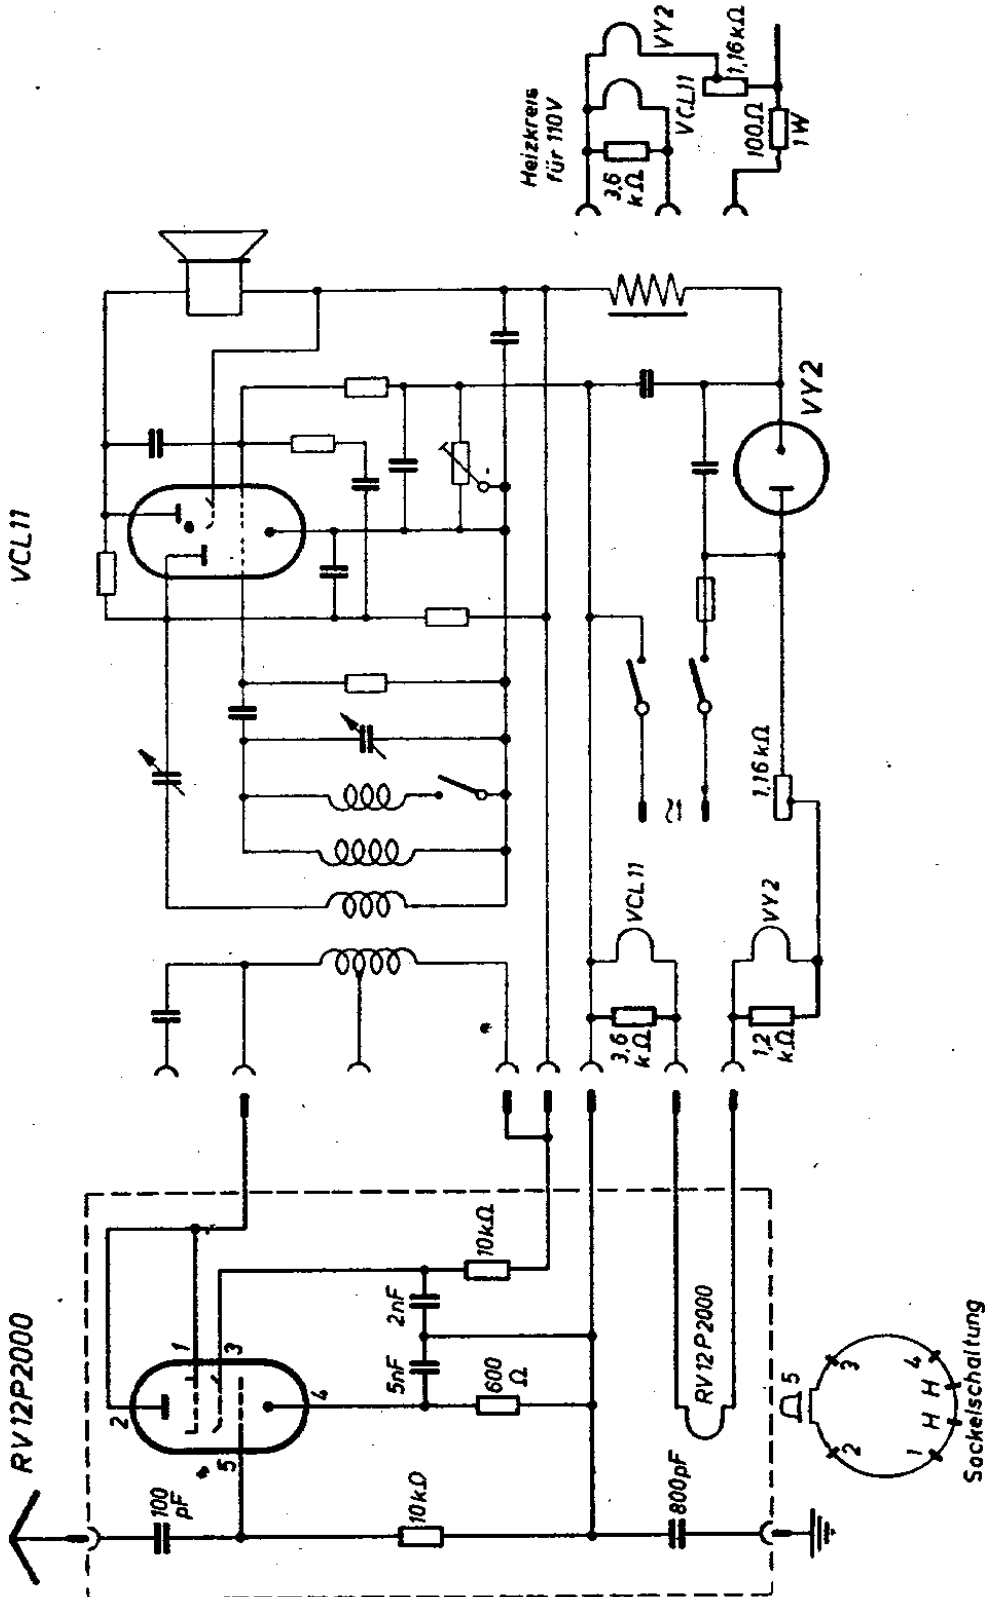 RV12P2000
VCL11
100
pF
2
1
3
5
4
5nF
2nF
600
Ω
10kΩ
10kΩ
800pF
RV12P2000
3,6
kΩ
VCL11
1,2
kΩ
VY2
1,16kΩ
≂
VY2
Heizkreis
für 110V
3,6
kΩ
VCL11
VY2
1,16kΩ
100Ω
1W
5
2
3
1
H
H
4
Sockelschaltung